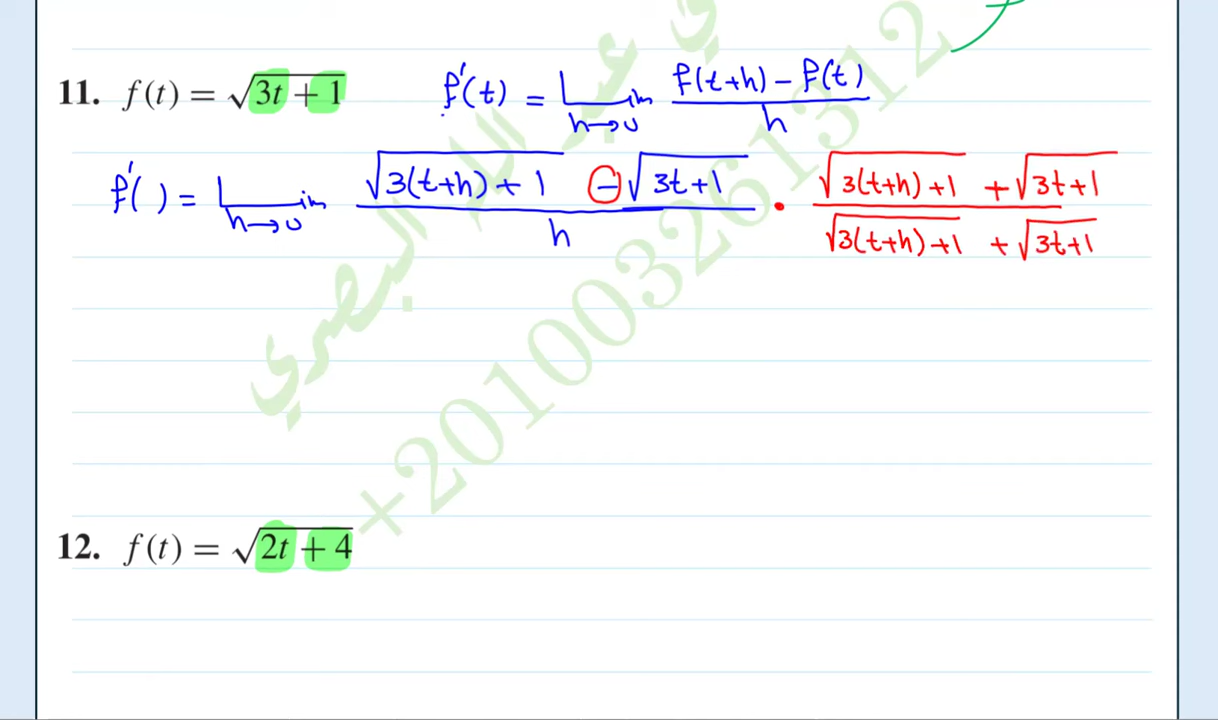 11. f(t) = √(3t + 1) f'(t) = Lim h→0 (f(t+h) − f(t)) / h
f'( ) = Lim h→0 (√(3(t+h)+1) − √(3t+1)) / h · (√(3(t+h)+1) + √(3t+1)) / (√(3(t+h)+1) + √(3t+1))
12. f(t) = √(2t + 4)
+201003261312